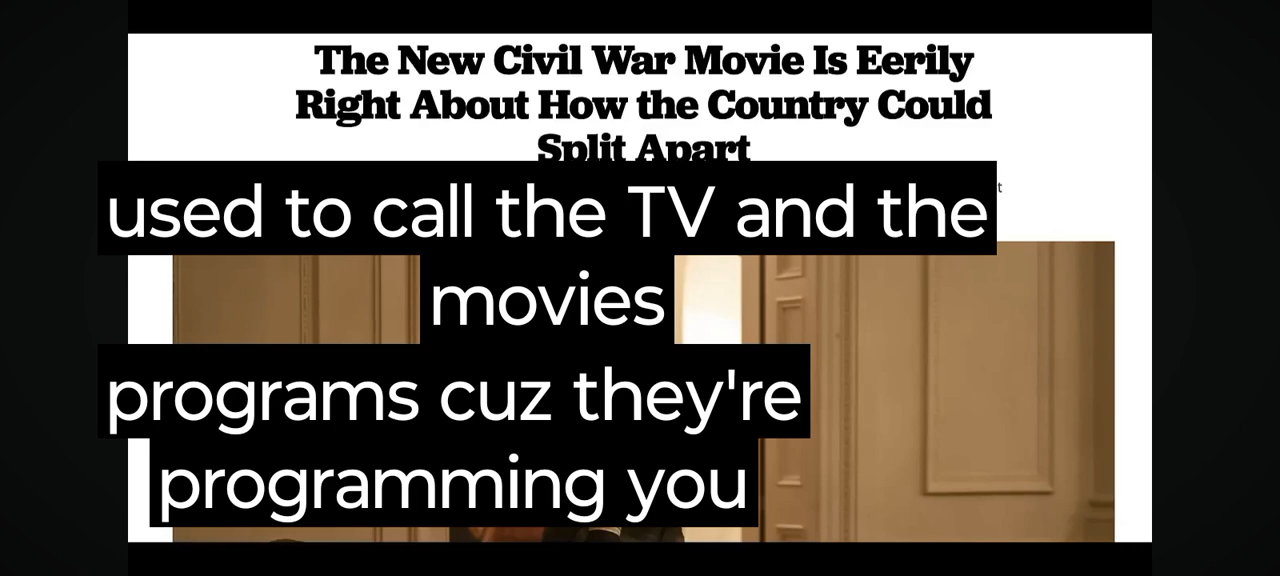 The New Civil War Movie Is Eerily
Right About How the Country Could
Split Apart
used to call the TV and the
movies
programs cuz they're
programming you